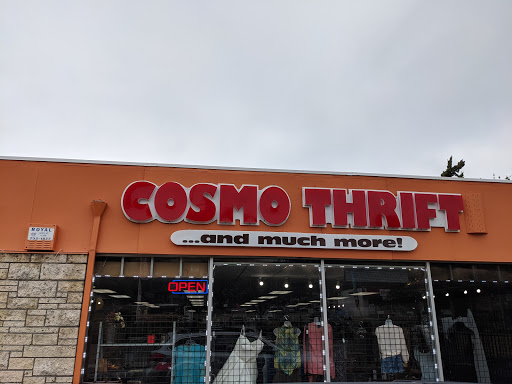 COSMO THRIFT
...and much more!
ROYAL
OPEN